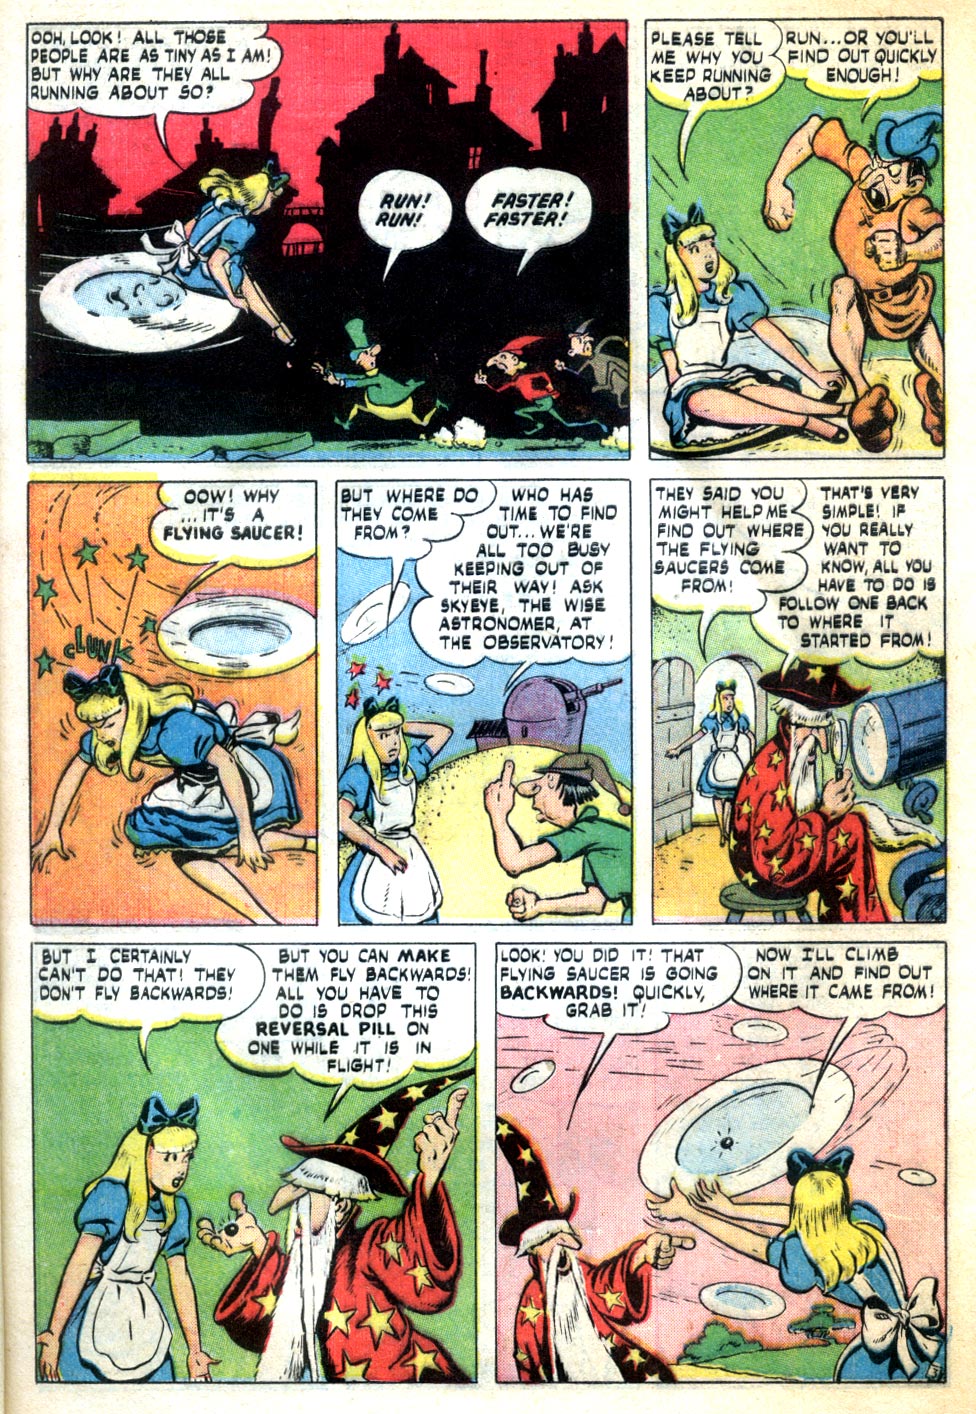 OOH, LOOK! ALL THOSE
PEOPLE ARE AS TINY AS I AM!
BUT WHY ARE THEY ALL
RUNNING ABOUT SO?
RUN!
RUN!
FASTER!
FASTER!
PLEASE TELL
ME WHY YOU
KEEP RUNNING
ABOUT?
RUN...OR YOU'LL
FIND OUT QUICKLY
ENOUGH!
CLUNK
OOW! WHY
...IT'S A
FLYING SAUCER!
BUT WHERE DO
THEY COME
FROM?
WHO HAS
TIME TO FIND
OUT...WE'RE
ALL TOO BUSY
KEEPING OUT OF
THEIR WAY! ASK
SKYEYE, THE WISE
ASTRONOMER, AT
THE OBSERVATORY!
THEY SAID YOU
MIGHT HELP ME
FIND OUT WHERE
THE FLYING
SAUCERS COME
FROM!
THAT'S VERY
SIMPLE! IF
YOU REALLY
WANT TO
KNOW, ALL YOU
HAVE TO DO IS
FOLLOW ONE BACK
TO WHERE IT
STARTED FROM!
BUT I CERTAINLY
CAN'T DO THAT! THEY
DON'T FLY BACKWARDS!
BUT YOU CAN MAKE
THEM FLY BACKWARDS!
ALL YOU HAVE TO
DO IS DROP THIS
REVERSAL PILL ON
ONE WHILE IT IS IN
FLIGHT!
LOOK! YOU DID IT! THAT
FLYING SAUCER IS GOING
BACKWARDS! QUICKLY,
GRAB IT!
NOW I'LL CLIMB
ON IT AND FIND OUT
WHERE IT CAME FROM!
3